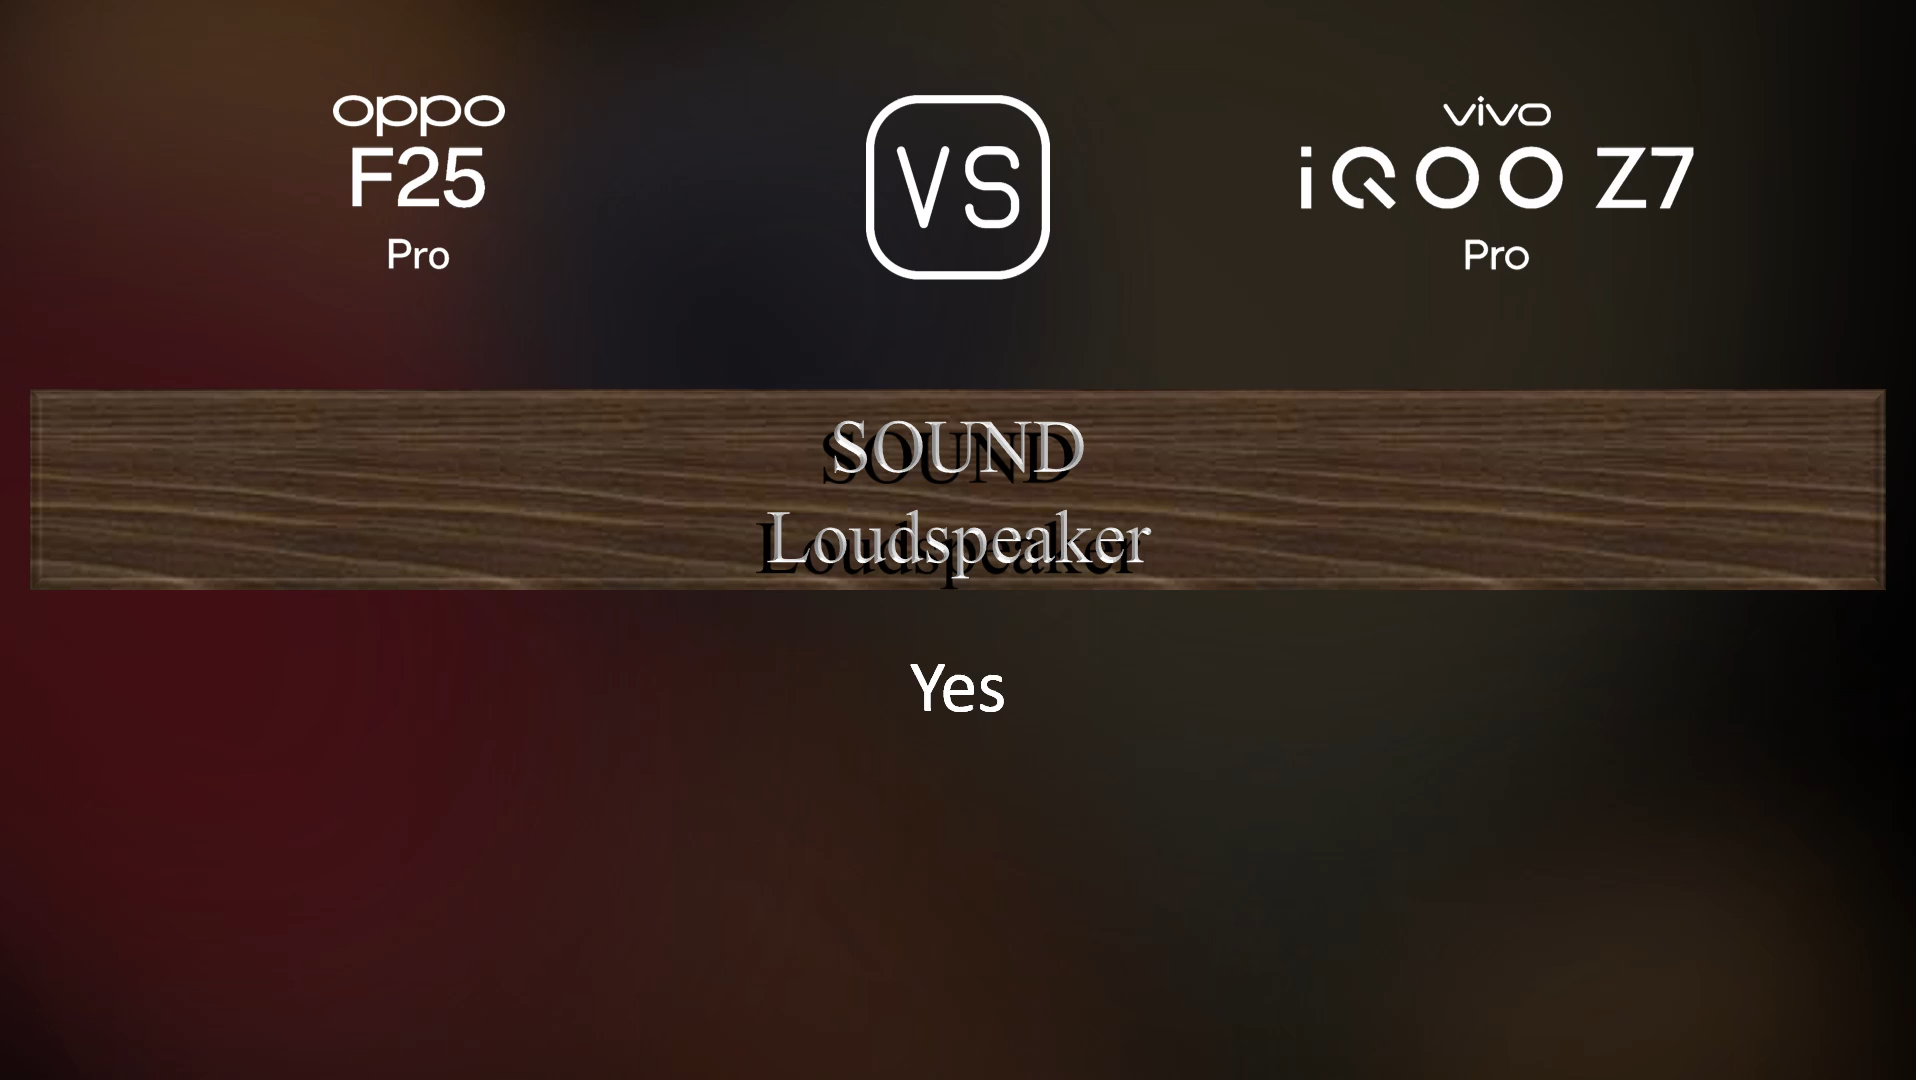 oppo
F25
Pro
VS
vivo
iQOO Z7
Pro
SOUND
Loudspeaker
Yes